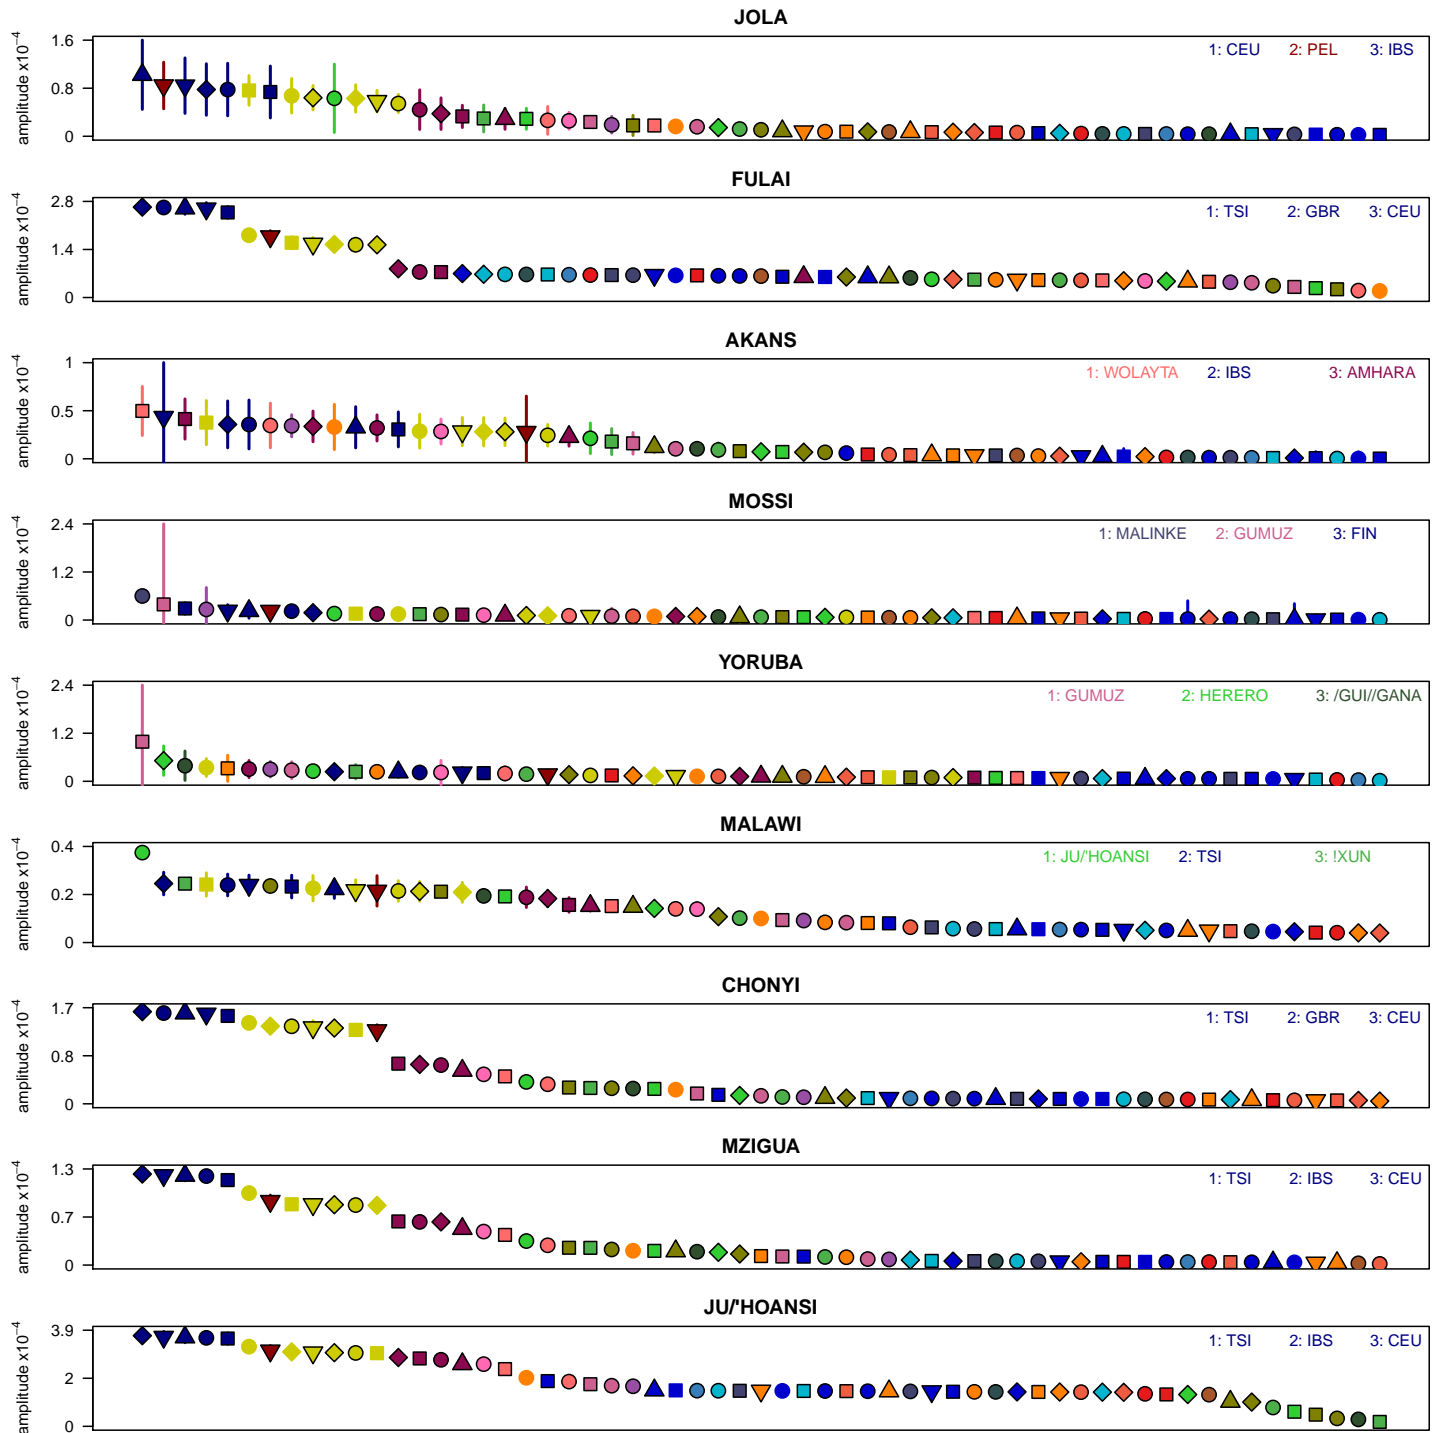 JOLA
amplitude x10−4
1.6
0.8
0
1: CEU 2: PEL 3: IBS
FULAI
amplitude x10−4
2.8
1.4
0
1: TSI 2: GBR 3: CEU
AKANS
amplitude x10−4
1
0.5
0
1: WOLAYTA 2: IBS 3: AMHARA
MOSSI
amplitude x10−4
2.4
1.2
0
1: MALINKE 2: GUMUZ 3: FIN
YORUBA
amplitude x10−4
2.4
1.2
0
1: GUMUZ 2: HERERO 3: /GUI//GANA
MALAWI
amplitude x10−4
0.4
0.2
0
1: JU/'HOANSI 2: TSI 3: !XUN
CHONYI
amplitude x10−4
1.7
0.8
0
1: TSI 2: GBR 3: CEU
MZIGUA
amplitude x10−4
1.3
0.7
0
1: TSI 2: IBS 3: CEU
JU/'HOANSI
amplitude x10−4
3.9
2
0
1: TSI 2: IBS 3: CEU